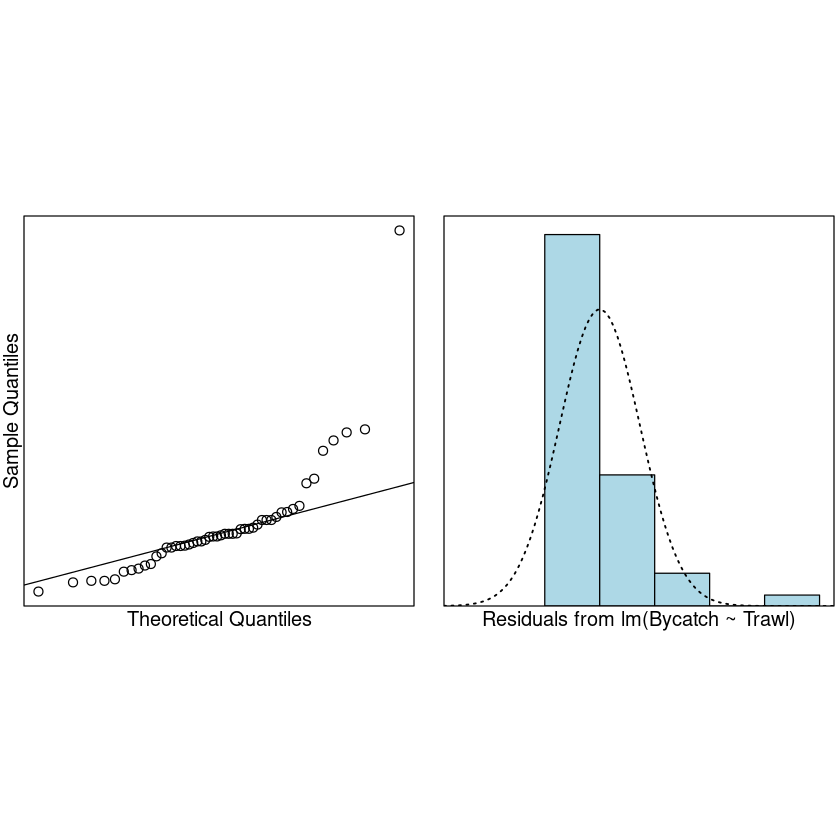 Sample Quantiles
Theoretical Quantiles
Residuals from lm(Bycatch ~ Trawl)